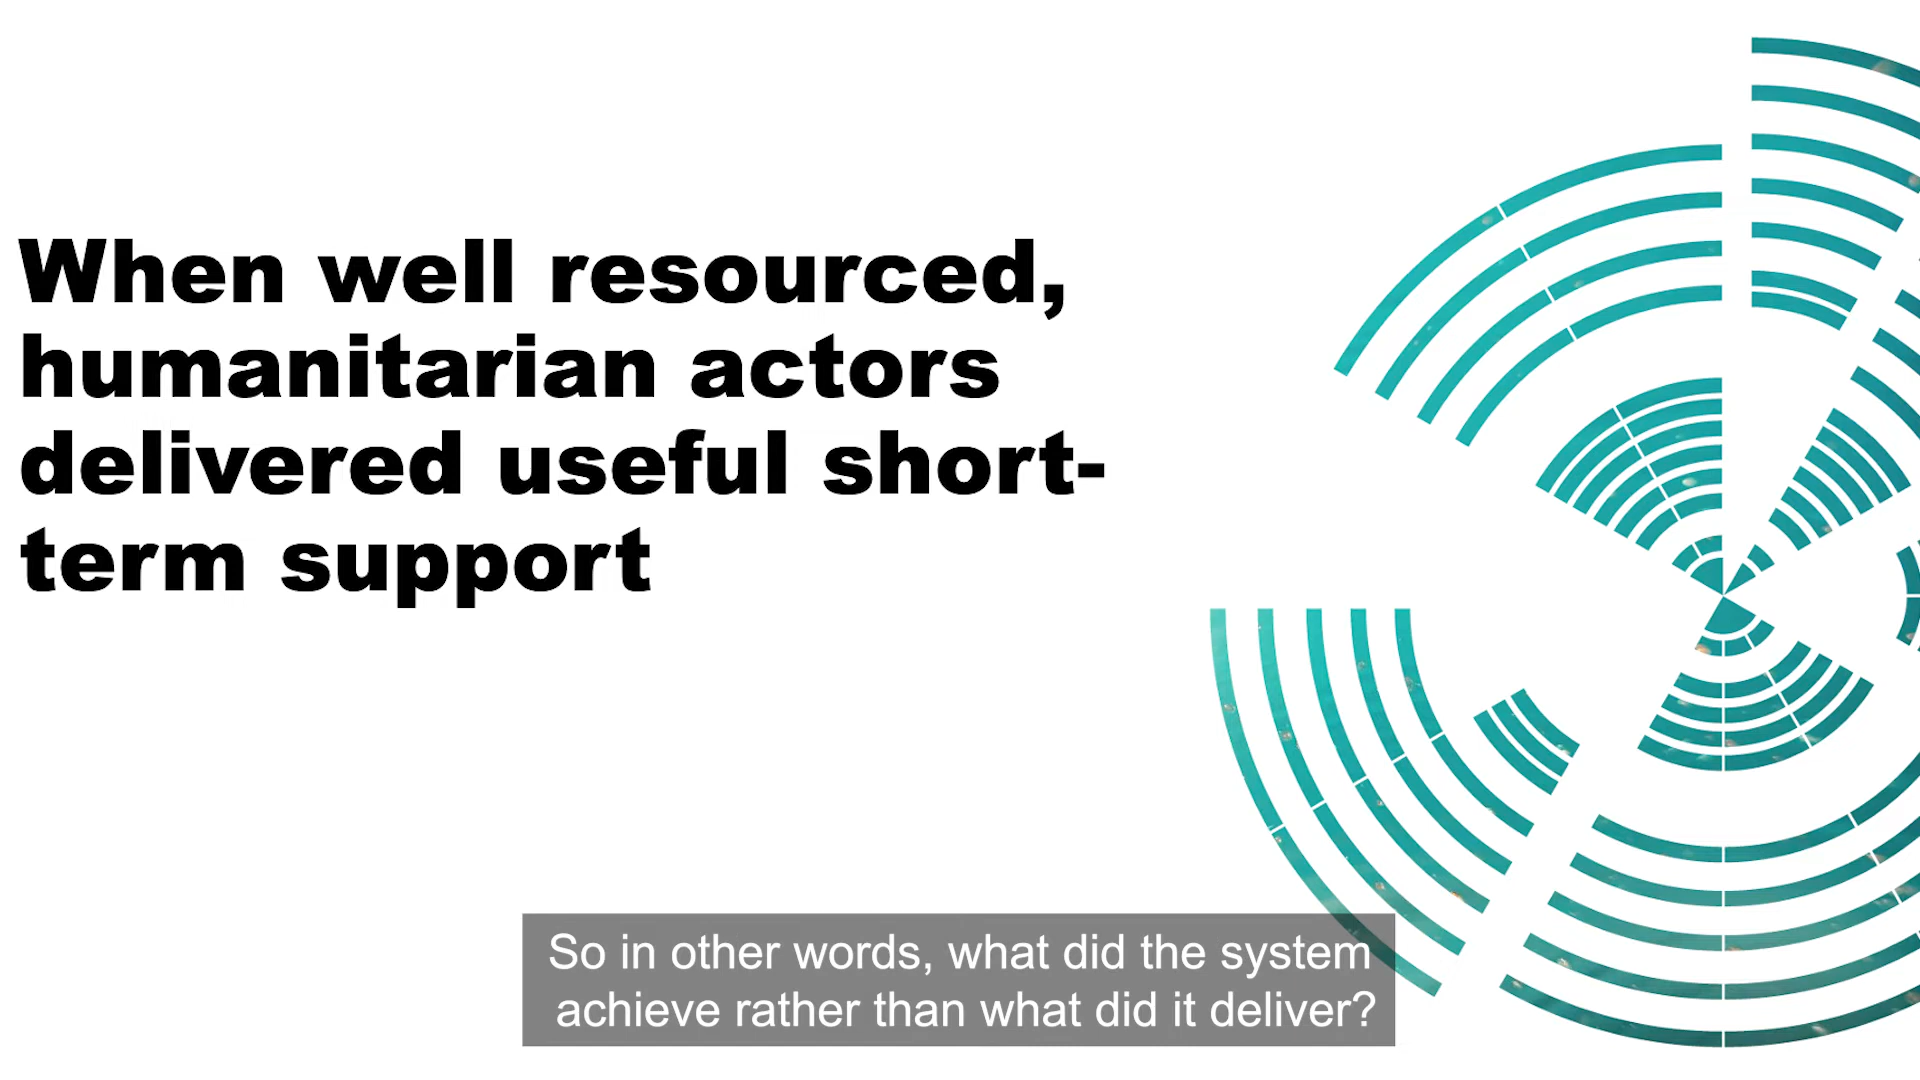 When well resourced,
humanitarian actors
delivered useful short-
term support
So in other words, what did the system
achieve rather than what did it deliver?